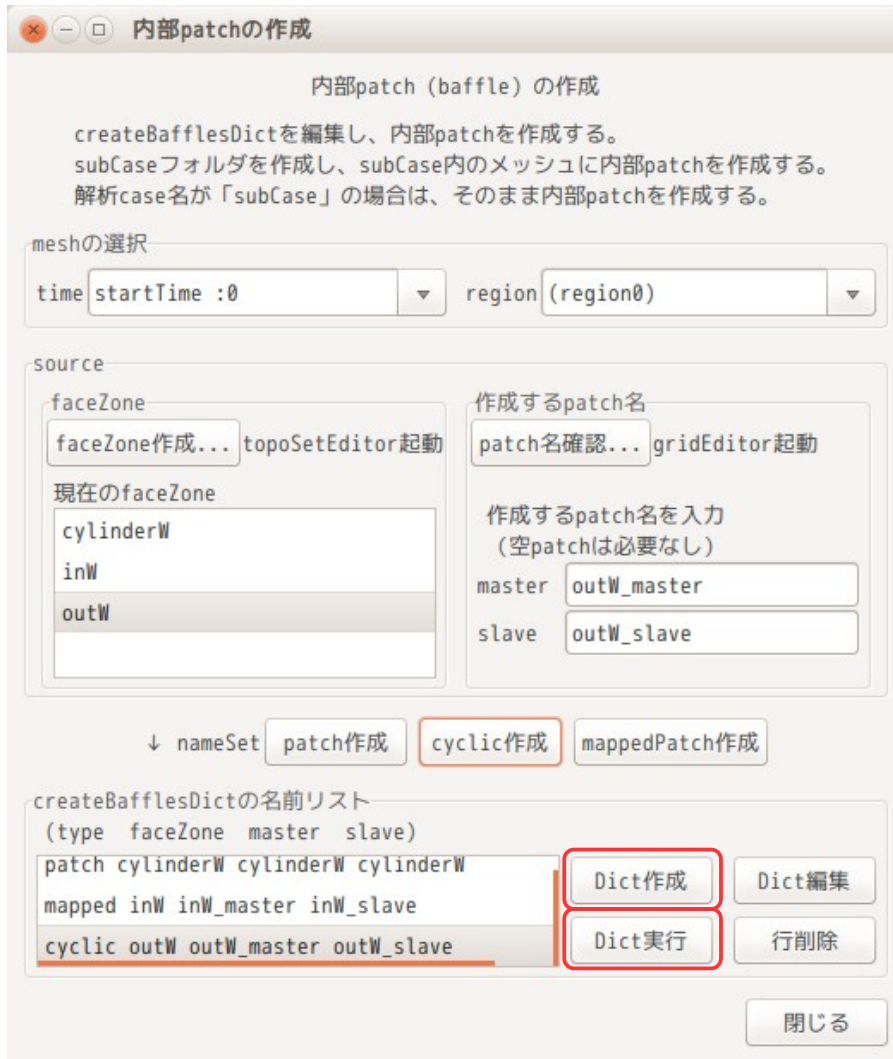 内部patchの作成
内部patch (baffle) の作成
createBafflesDictを編集し、内部patchを作成する。
subCaseフォルダを作成し、subCase内のメッシュに内部patchを作成する。
解析case名が「subCase」の場合は、そのまま内部patchを作成する。
meshの選択
time startTime :0 region (region0)
source
faceZone
faceZone作成... topoSetEditor起動
現在のfaceZone
cylinderW
inW
outW
作成するpatch名
patch名確認... gridEditor起動
作成するpatch名を入力
(空patchは必要なし)
master outW_master
slave outW_slave
↓ nameSet patch作成 cyclic作成 mappedPatch作成
createBafflesDictの名前リスト
(type faceZone master slave)
patch cylinderW cylinderW cylinderW
mapped inW inW_master inW_slave
cyclic outW outW_master outW_slave
Dict作成 Dict編集
Dict実行 行削除
閉じる